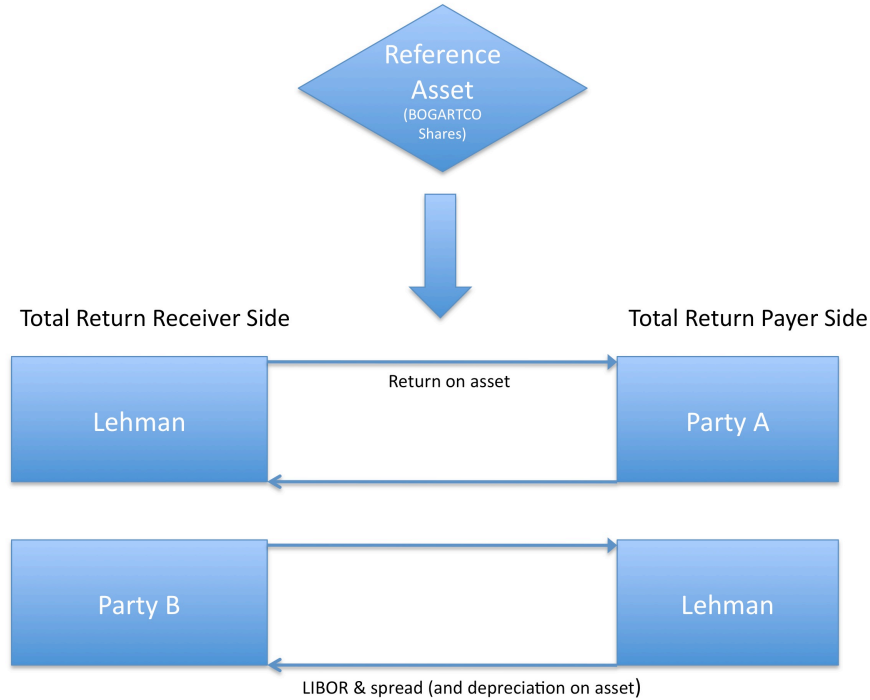 Reference
Asset
(BOGARTCO
Shares)
Total Return Receiver Side
Total Return Payer Side
Lehman
Return on asset
Party A
Party B
Lehman
LIBOR & spread (and depreciation on asset)